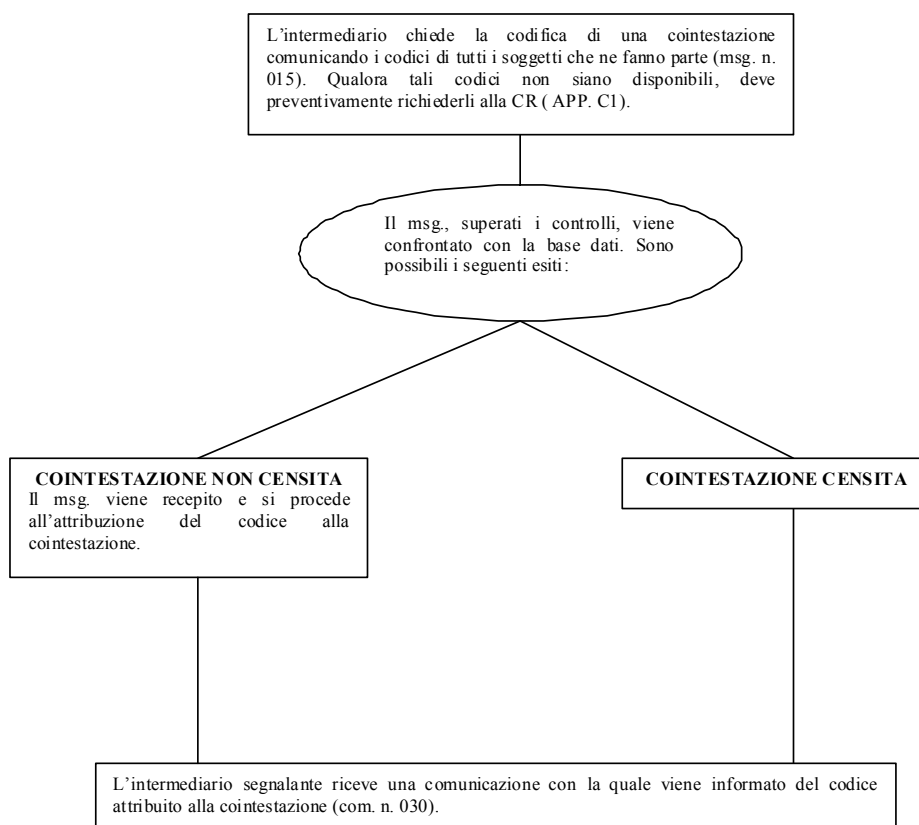 L'intermediario chiede la codifica di una cointestazione
comunicando i codici di tutti i soggetti che ne fanno parte (msg. n.
015). Qualora tali codici non siano disponibili, deve
preventivamente richiederli alla CR ( APP. C1).
Il msg., superati i controlli, viene
confrontato con la base dati. Sono
possibili i seguenti esiti:
COINTESTAZIONE NON CENSITA
Il msg. viene recepito e si procede
all'attribuzione del codice alla
cointestazione.
COINTESTAZIONE CENSITA
L'intermediario segnalante riceve una comunicazione con la quale viene informato del codice
attribuito alla cointestazione (com. n. 030).